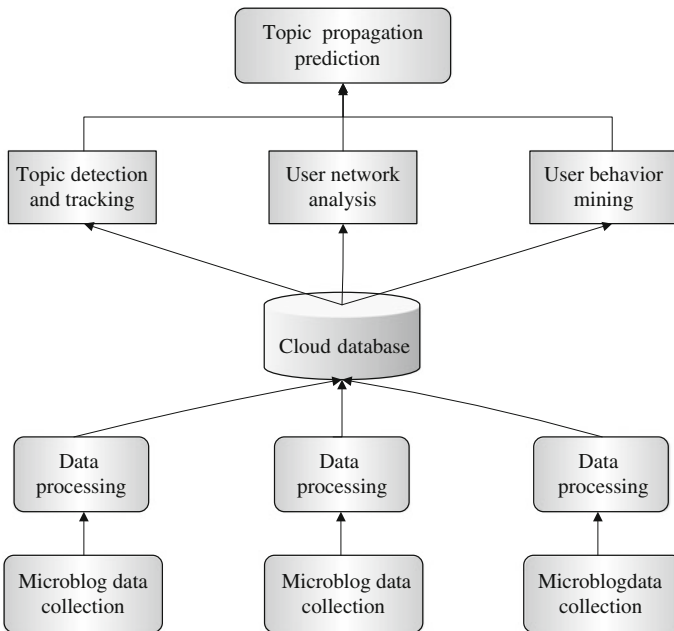 Topic propagation
prediction
Topic detection
and tracking
User network
analysis
User behavior
mining
Cloud database
Data
processing
Data
processing
Data
processing
Microblog data
collection
Microblog data
collection
Microblogdata
collection